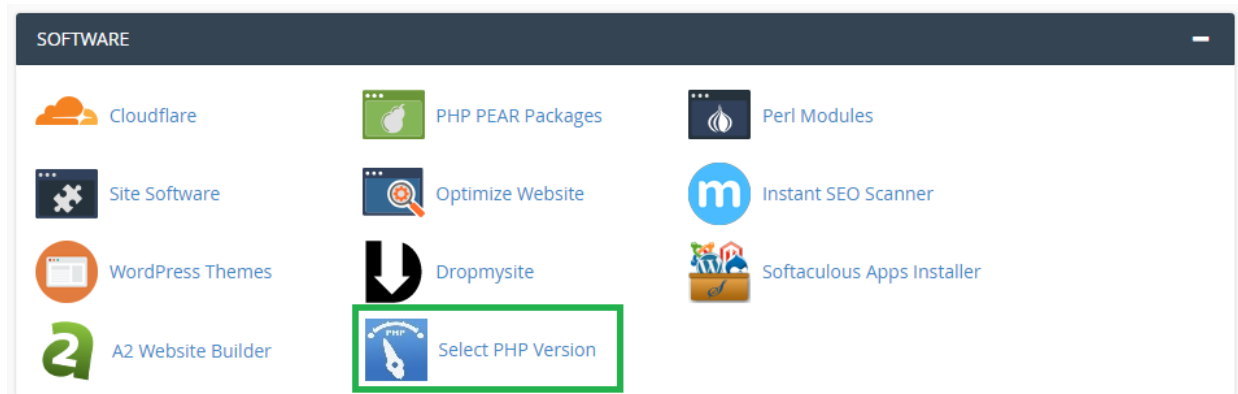 SOFTWARE
Cloudflare
PHP PEAR Packages
Perl Modules
Site Software
Optimize Website
Instant SEO Scanner
WordPress Themes
Dropmysite
Softaculous Apps Installer
A2 Website Builder
PHP
Select PHP Version